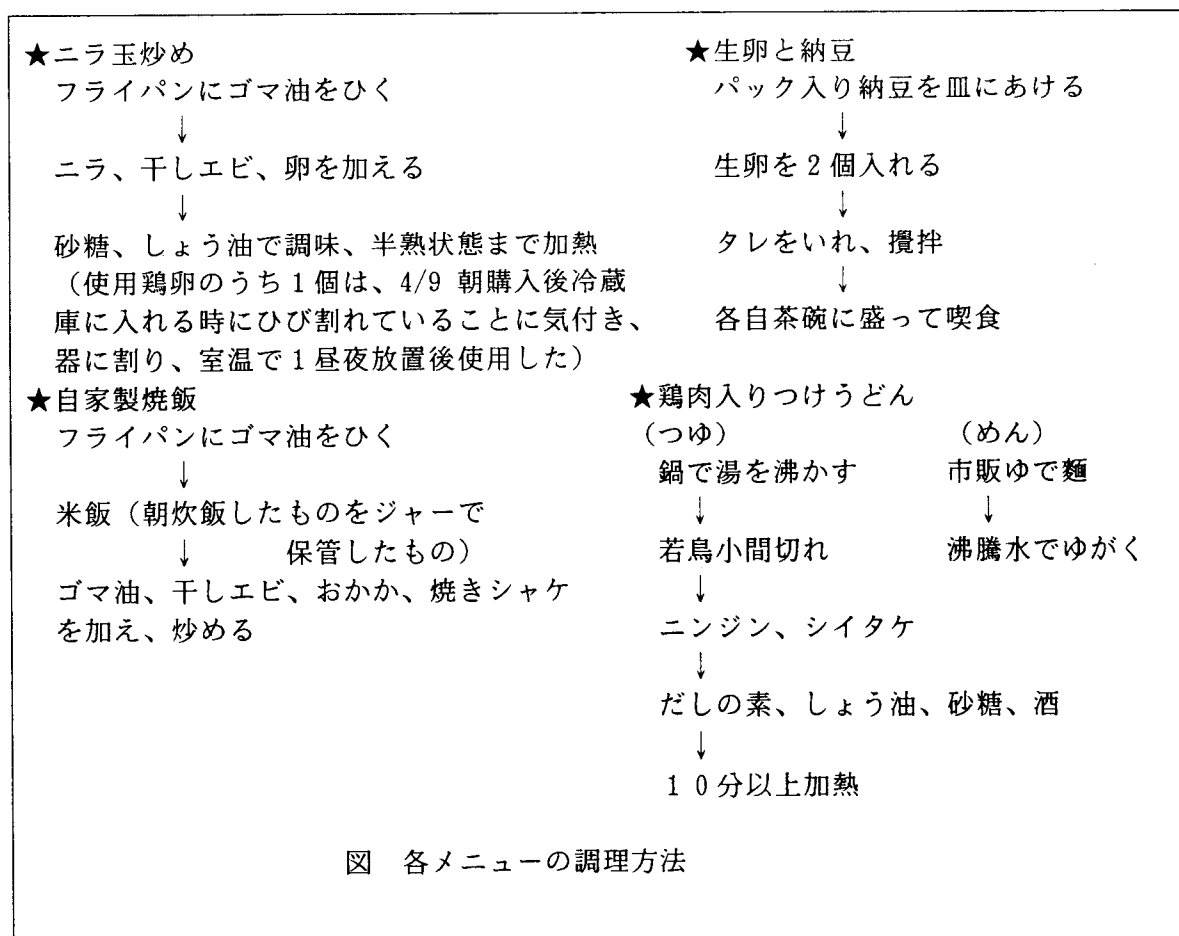 ★ニラ玉炒め
フライパンにゴマ油をひく
↓
ニラ、干しエビ、卵を加える
↓
砂糖、しょう油で調味、半熟状態まで加熱
（使用鶏卵のうち1個は、4/9 朝購入後冷蔵
庫に入れる時にひび割れていることに気付き、
器に割り、室温で1昼夜放置後使用した）
★生卵と納豆
パック入り納豆を皿にあける
↓
生卵を2個入れる
↓
タレをいれ、攪拌
↓
各自茶碗に盛って喫食
★自家製焼飯
フライパンにゴマ油をひく
↓
米飯（朝炊飯したものをジャーで
↓ 保管したもの）
ゴマ油、干しエビ、おかか、焼きシャケ
を加え、炒める
★鶏肉入りつけうどん
（つゆ）
鍋で湯を沸かす
↓
若鳥小間切れ
↓
ニンジン、シイタケ
↓
だしの素、しょう油、砂糖、酒
↓
10分以上加熱
（めん）
市販ゆで麺
↓
沸騰水でゆがく
図 各メニューの調理方法